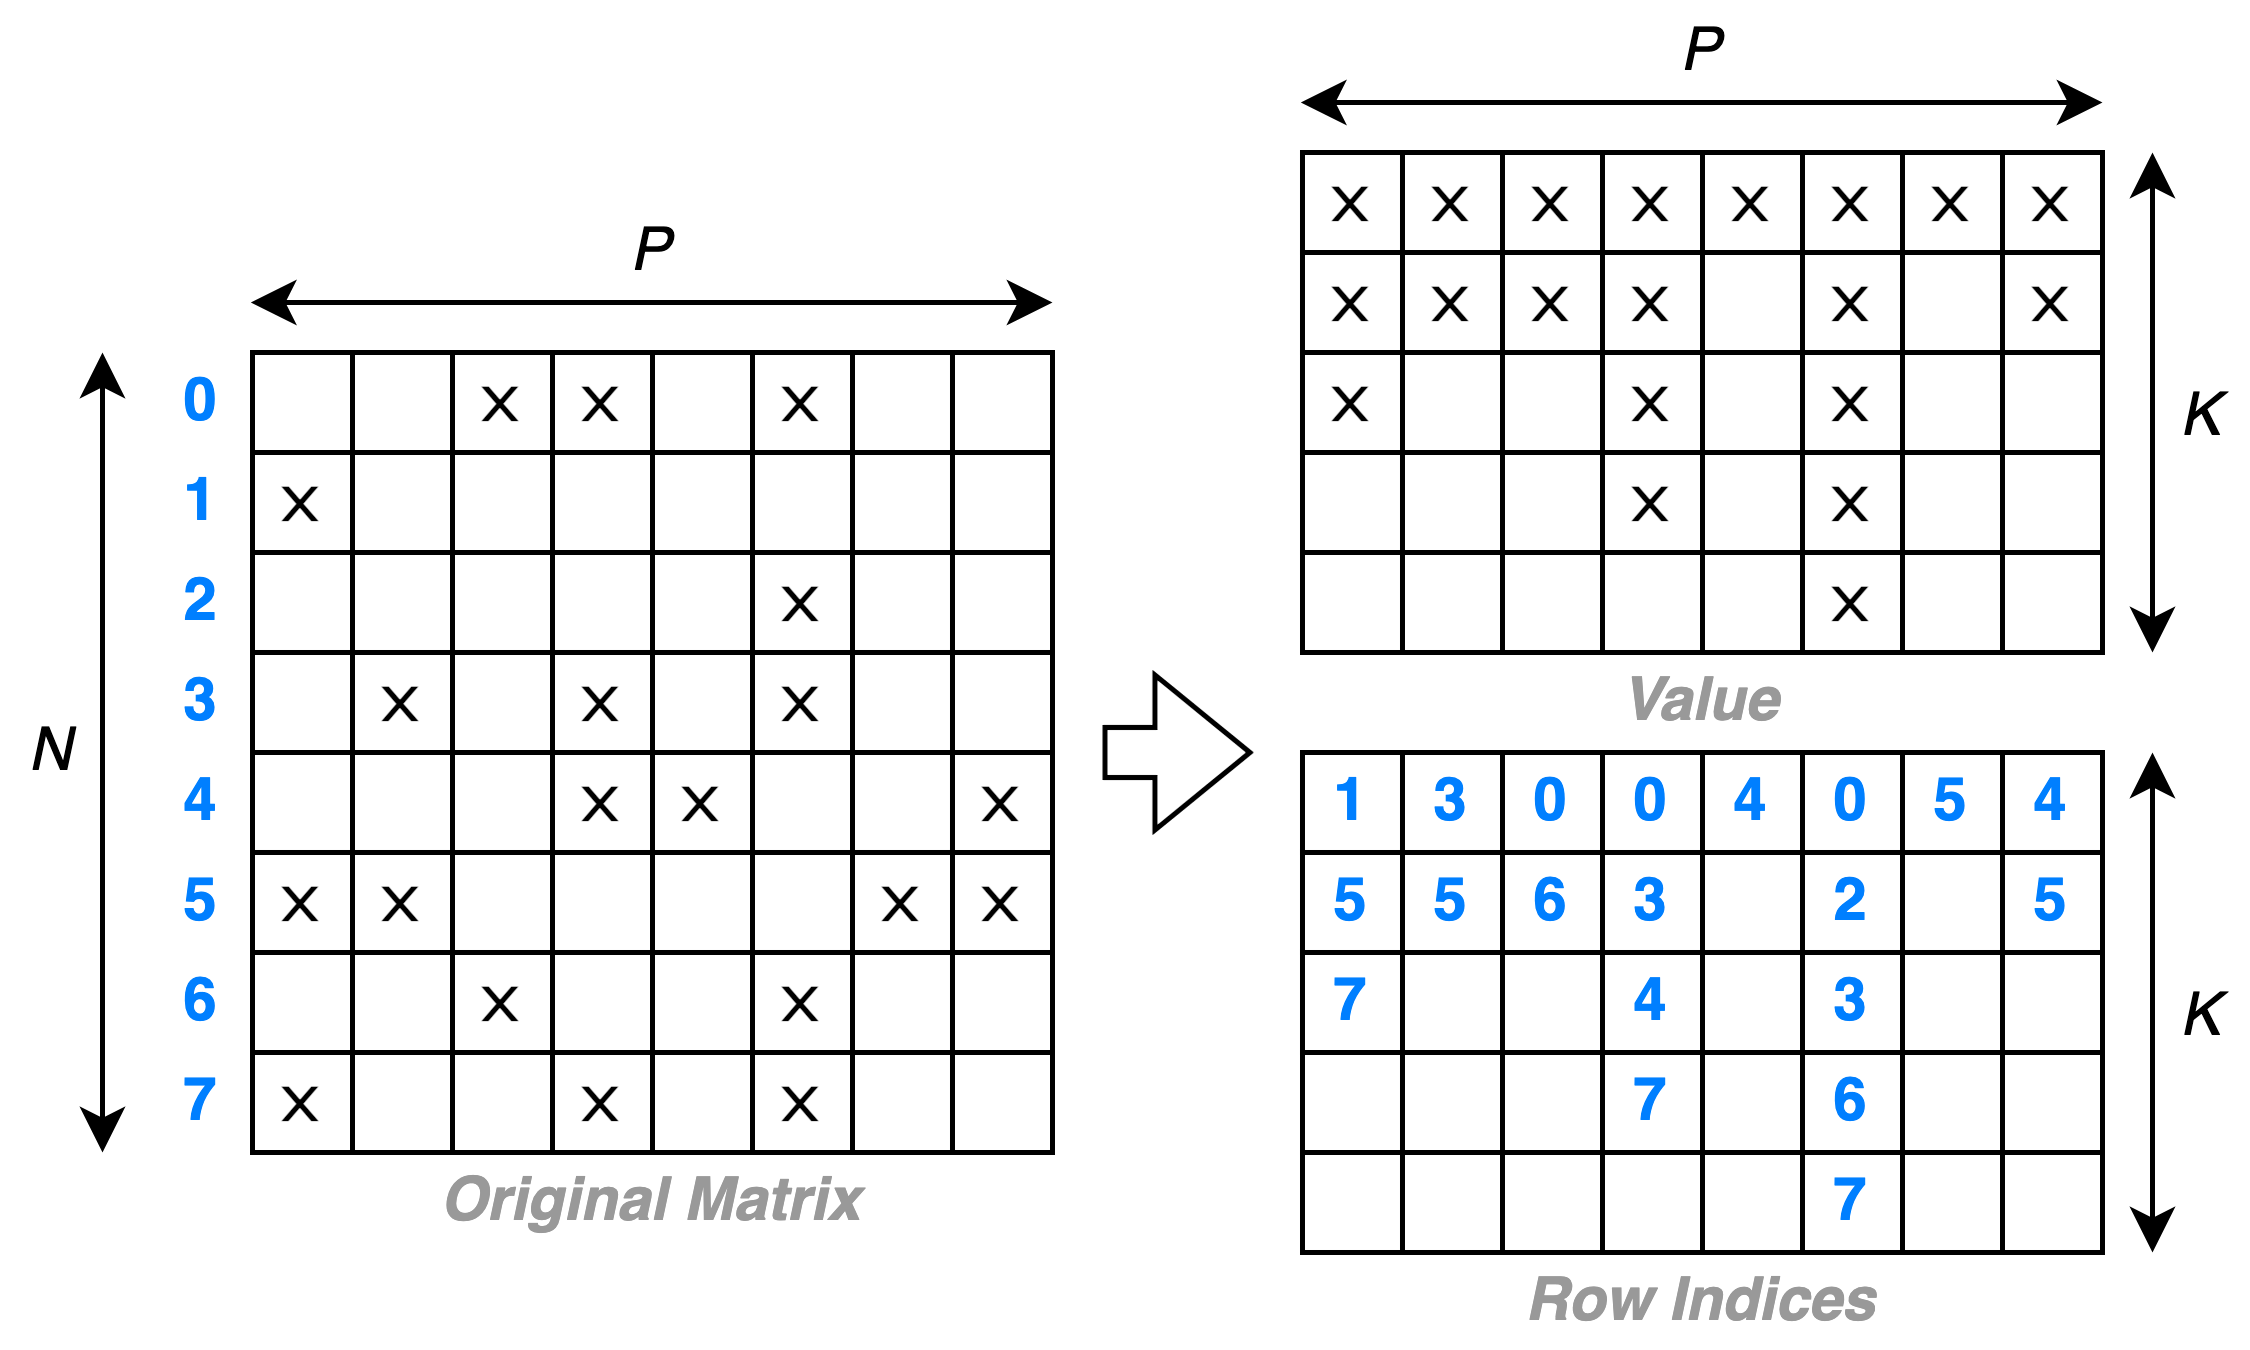 P
N
0 X X X
1 X
2 X
3 X X X
4 X X X
5 X X X X
6 X X
7 X X X
Original Matrix
P
X X X X X X X X
X X X X X X
X X X
X X
X
K
Value
1 3 0 0 4 0 5 4
5 5 6 3 2 5
7 4 3
7 6
7
K
Row Indices